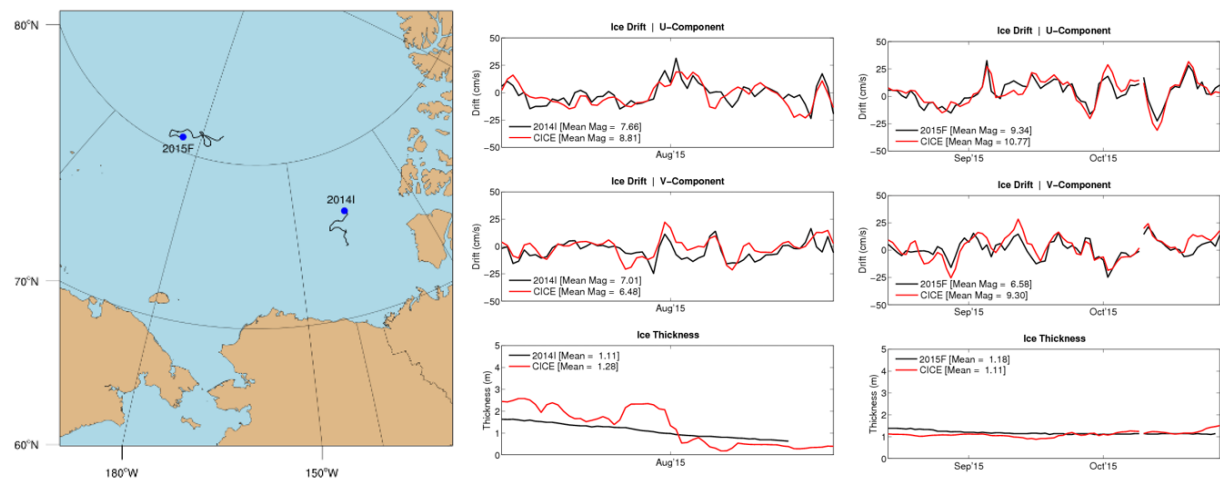 80°N
70°N
60°N
180°W
150°W
2015F
2014I
Ice Drift | U-Component
Drift (cm/s)
50
25
0
-25
-50
2014I [Mean Mag = 7.66]
CICE [Mean Mag = 8.81]
Aug'15
Ice Drift | V-Component
Drift (cm/s)
50
25
0
-25
-50
2014I [Mean Mag = 7.01]
CICE [Mean Mag = 6.48]
Aug'15
Ice Thickness
Thickness (m)
5
4
3
2
1
0
2014I [Mean = 1.11]
CICE [Mean = 1.28]
Aug'15
Ice Drift | U-Component
Drift (cm/s)
50
25
0
-25
-50
2015F [Mean Mag = 9.34]
CICE [Mean Mag = 10.77]
Sep'15
Oct'15
Ice Drift | V-Component
Drift (cm/s)
50
25
0
-25
-50
2015F [Mean Mag = 6.58]
CICE [Mean Mag = 9.30]
Sep'15
Oct'15
Ice Thickness
Thickness (m)
5
4
3
2
1
0
2015F [Mean = 1.18]
CICE [Mean = 1.11]
Sep'15
Oct'15